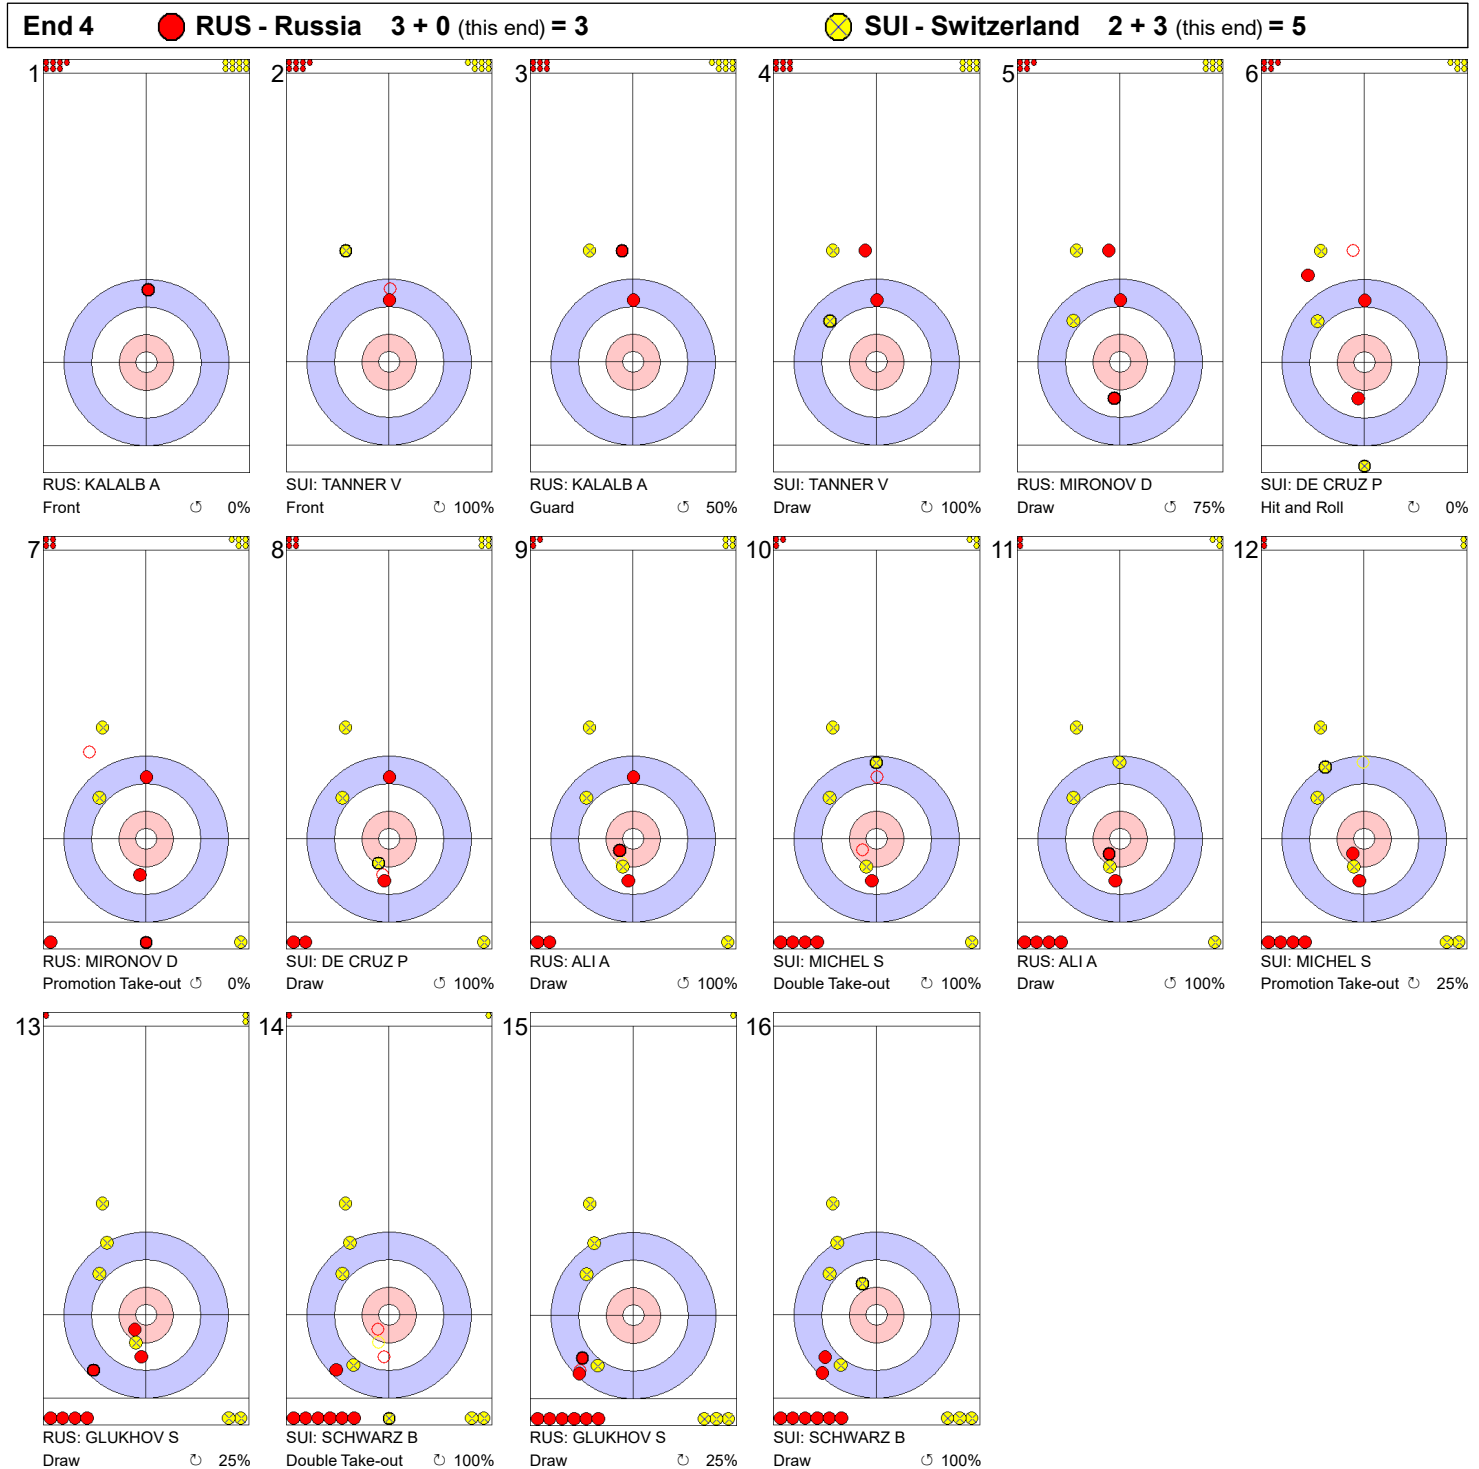 End 4 RUS - Russia 3 + 0 (this end) = 3 SUI - Switzerland 2 + 3 (this end) = 5
1 2 3 4 5 6
RUS: KALALB A SUI: TANNER V RUS: KALALB A SUI: TANNER V RUS: MIRONOV D SUI: DE CRUZ P
Front 0% Front 100% Guard 50% Draw 100% Draw 75% Hit and Roll 0%
7 8 9 10 11 12
RUS: MIRONOV D SUI: DE CRUZ P RUS: ALI A SUI: MICHEL S RUS: ALI A SUI: MICHEL S
Promotion Take-out 0% Draw 100% Draw 100% Double Take-out 100% Draw 100% Promotion Take-out 25%
13 14 15 16
RUS: GLUKHOV S SUI: SCHWARZ B RUS: GLUKHOV S SUI: SCHWARZ B
Draw 25% Double Take-out 100% Draw 25% Draw 100%